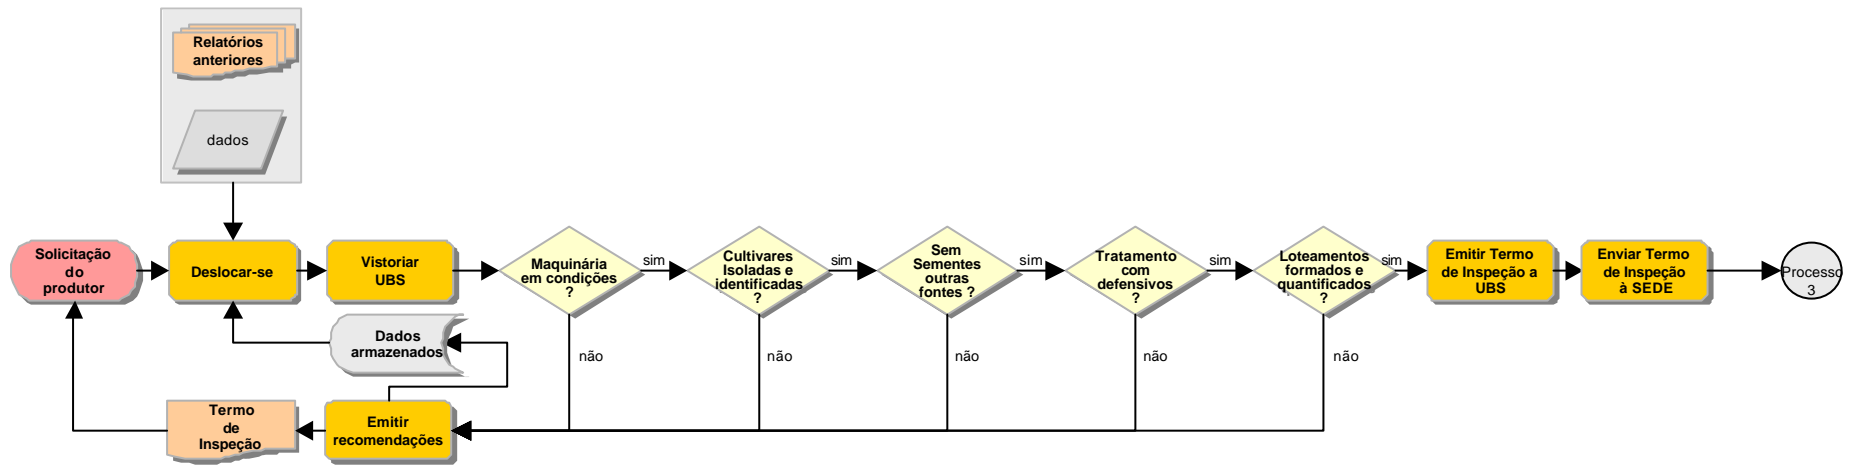 Relatórios
anteriores
dados
Solicitação
do
produtor
Deslocar-se
Vistoriar
UBS
Maquinária
em condições
?
sim
Cultivares
Isoladas e
identificadas
?
sim
Sem
Sementes
outras
fontes ?
sim
Tratamento
com
defensivos
?
sim
Loteamentos
formados e
quantificados
?
sim
Emitir Termo
de Inspeção a
UBS
Enviar Termo
de Inspeção
à SEDE
Processo
3
Dados
armazenados
não
não
não
não
não
Termo
de
Inspeção
Emitir
recomendações